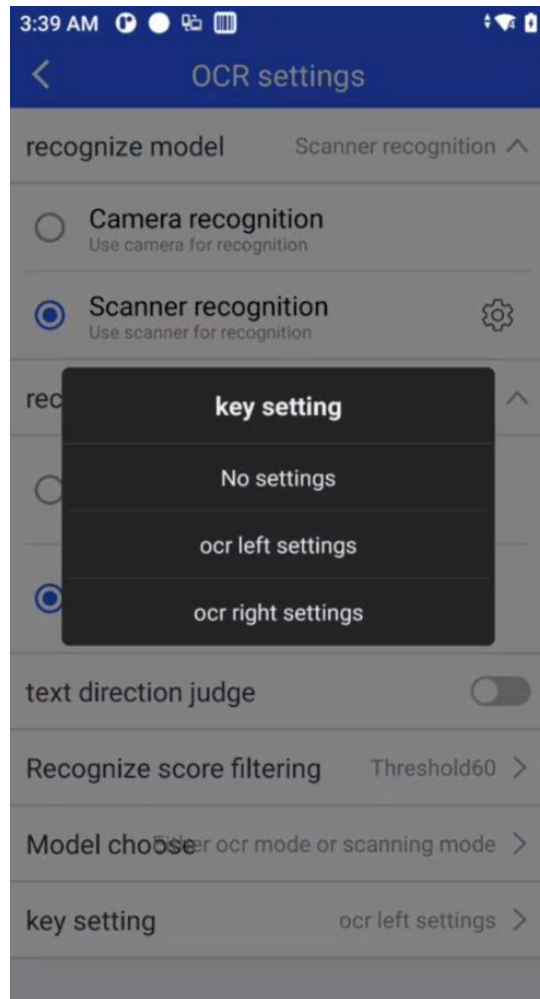 3:39 AM
OCR settings
recognize model Scanner recognition
Camera recognition
Use camera for recognition
Scanner recognition
Use scanner for recognition
rec
key setting
No settings
ocr left settings
ocr right settings
text direction judge
Recognize score filtering Threshold60
Model choose Either ocr mode or scanning mode
key setting ocr left settings